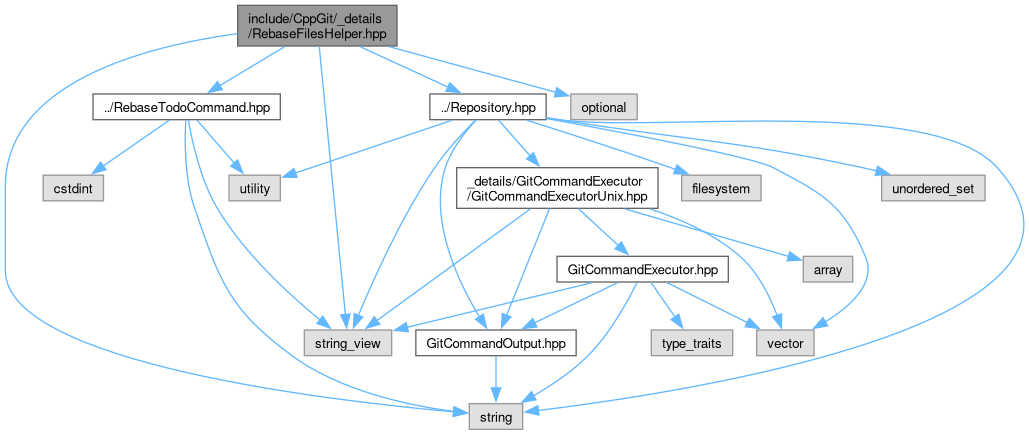 include/CppGit/_details
/RebaseFilesHelper.hpp
../RebaseTodoCommand.hpp
../Repository.hpp
optional
cstdint
utility
_details/GitCommandExecutor
/GitCommandExecutorUnix.hpp
filesystem
unordered_set
GitCommandExecutor.hpp
array
string_view
GitCommandOutput.hpp
type_traits
vector
string